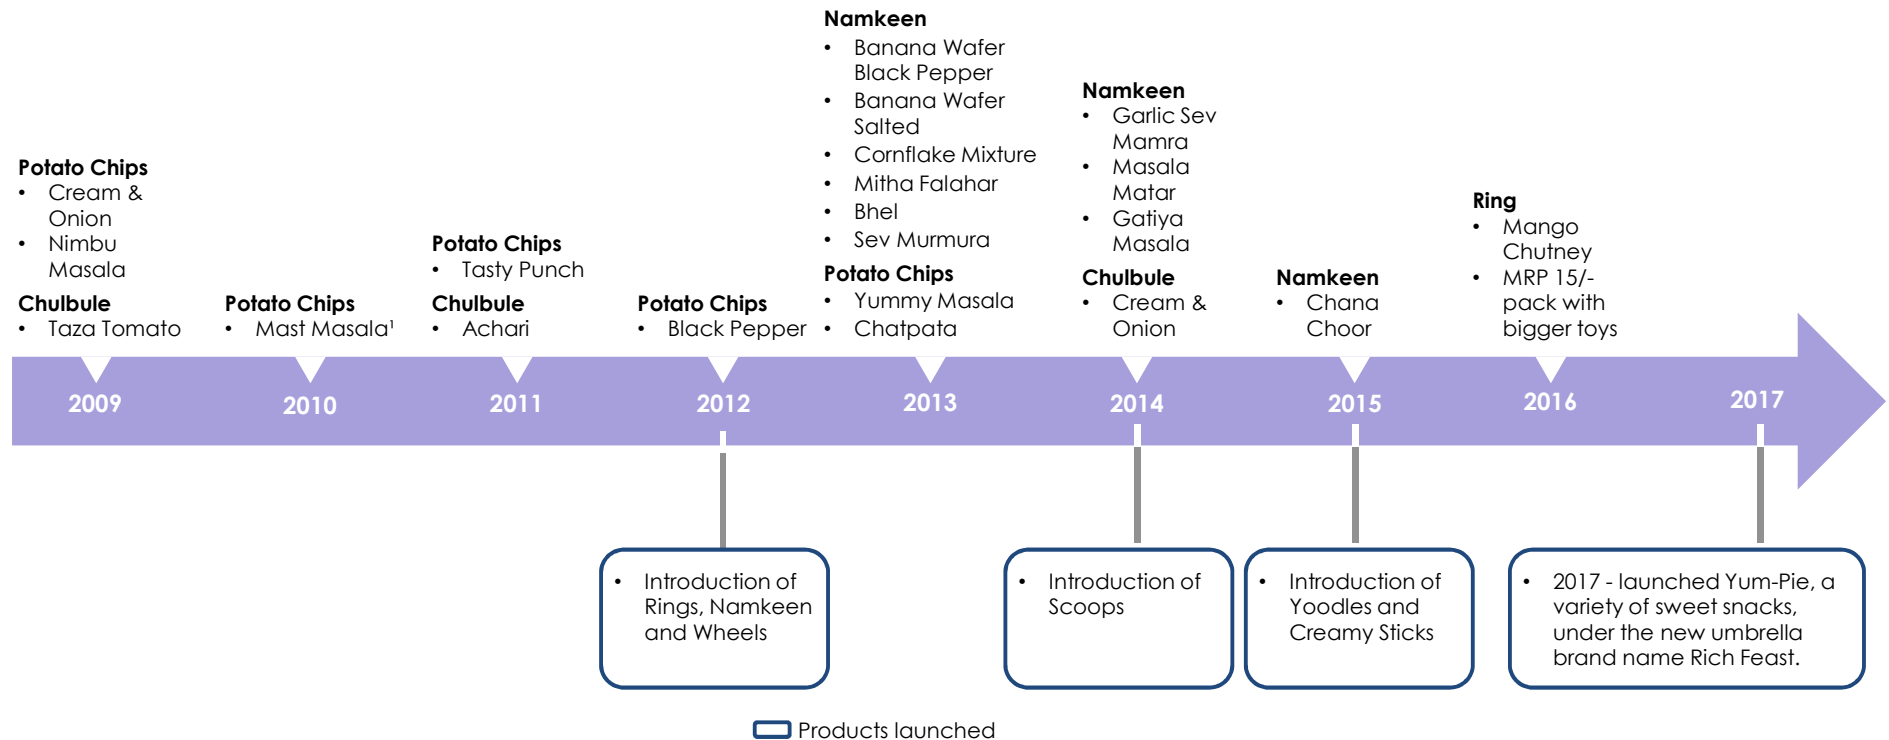 Potato Chips
• Cream &
Onion
• Nimbu
Masala
Chulbule
• Taza Tomato
Potato Chips
• Mast Masala¹
Potato Chips
• Tasty Punch
Chulbule
• Achari
Potato Chips
• Black Pepper
Namkeen
• Banana Wafer
Black Pepper
• Banana Wafer
Salted
• Cornflake Mixture
• Mitha Falahar
• Bhel
• Sev Murmura
Potato Chips
• Yummy Masala
• Chatpata
Namkeen
• Garlic Sev
Mamra
• Masala
Matar
• Gatiya
Masala
Chulbule
• Cream &
Onion
Namkeen
• Chana
Choor
Ring
• Mango
Chutney
• MRP 15/-
pack with
bigger toys
2009
2010
2011
2012
2013
2014
2015
2016
2017
• Introduction of
Rings, Namkeen
and Wheels
• Introduction of
Scoops
• Introduction of
Yoodles and
Creamy Sticks
• 2017 - launched Yum-Pie, a
variety of sweet snacks,
under the new umbrella
brand name Rich Feast.
Products launched